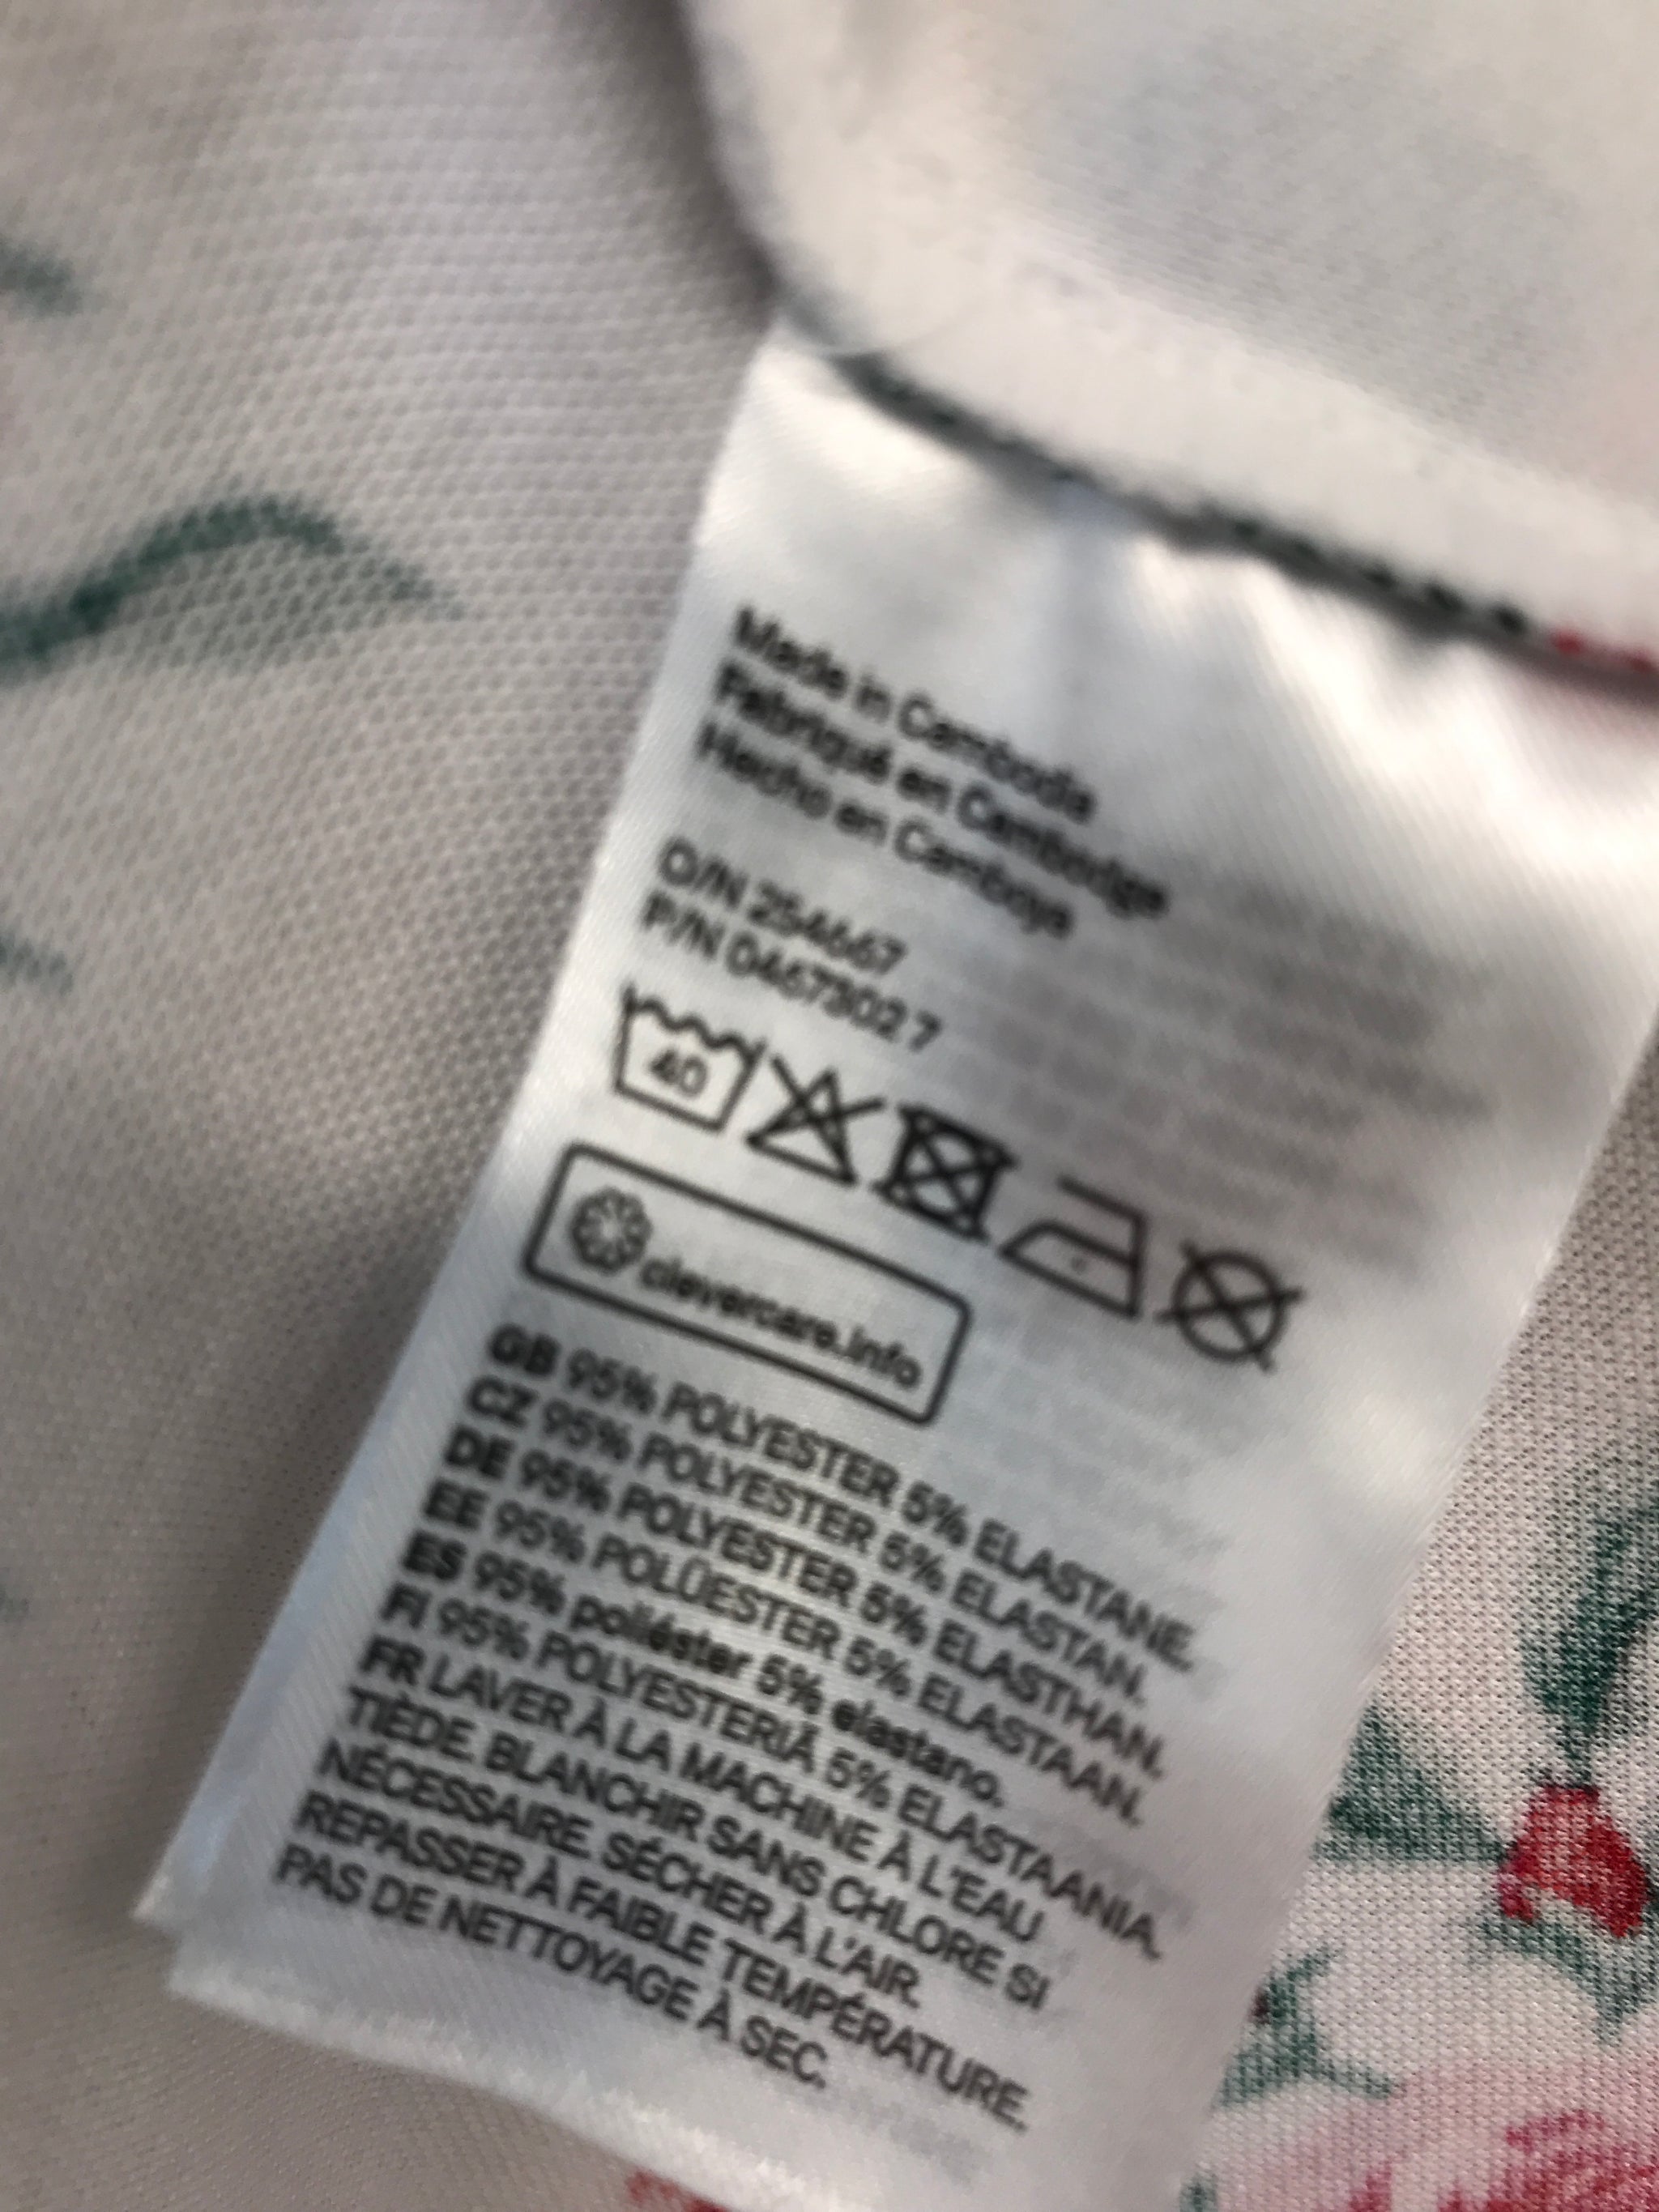 Made in Cambodia
Fabriqué en Cambodge
Hecho en Camboya
O/N 254667
P/N 0467302 7
40
clevercare.info
GB 95% POLYESTER 5% ELASTANE.
CZ 95% POLYESTER 5% ELASTAN.
DE 95% POLYESTER 5% ELASTHAN.
EE 95% POLÜESTER 5% ELASTAAN.
ES 95% poliéster 5% elastano.
FI 95% POLYESTERIÄ 5% ELASTAANIA.
FR LAVER À LA MACHINE À L'EAU
TIÈDE. BLANCHIR SANS CHLORE SI
NÉCESSAIRE. SÉCHER À L'AIR.
REPASSER À FAIBLE TEMPÉRATURE.
PAS DE NETTOYAGE À SEC.